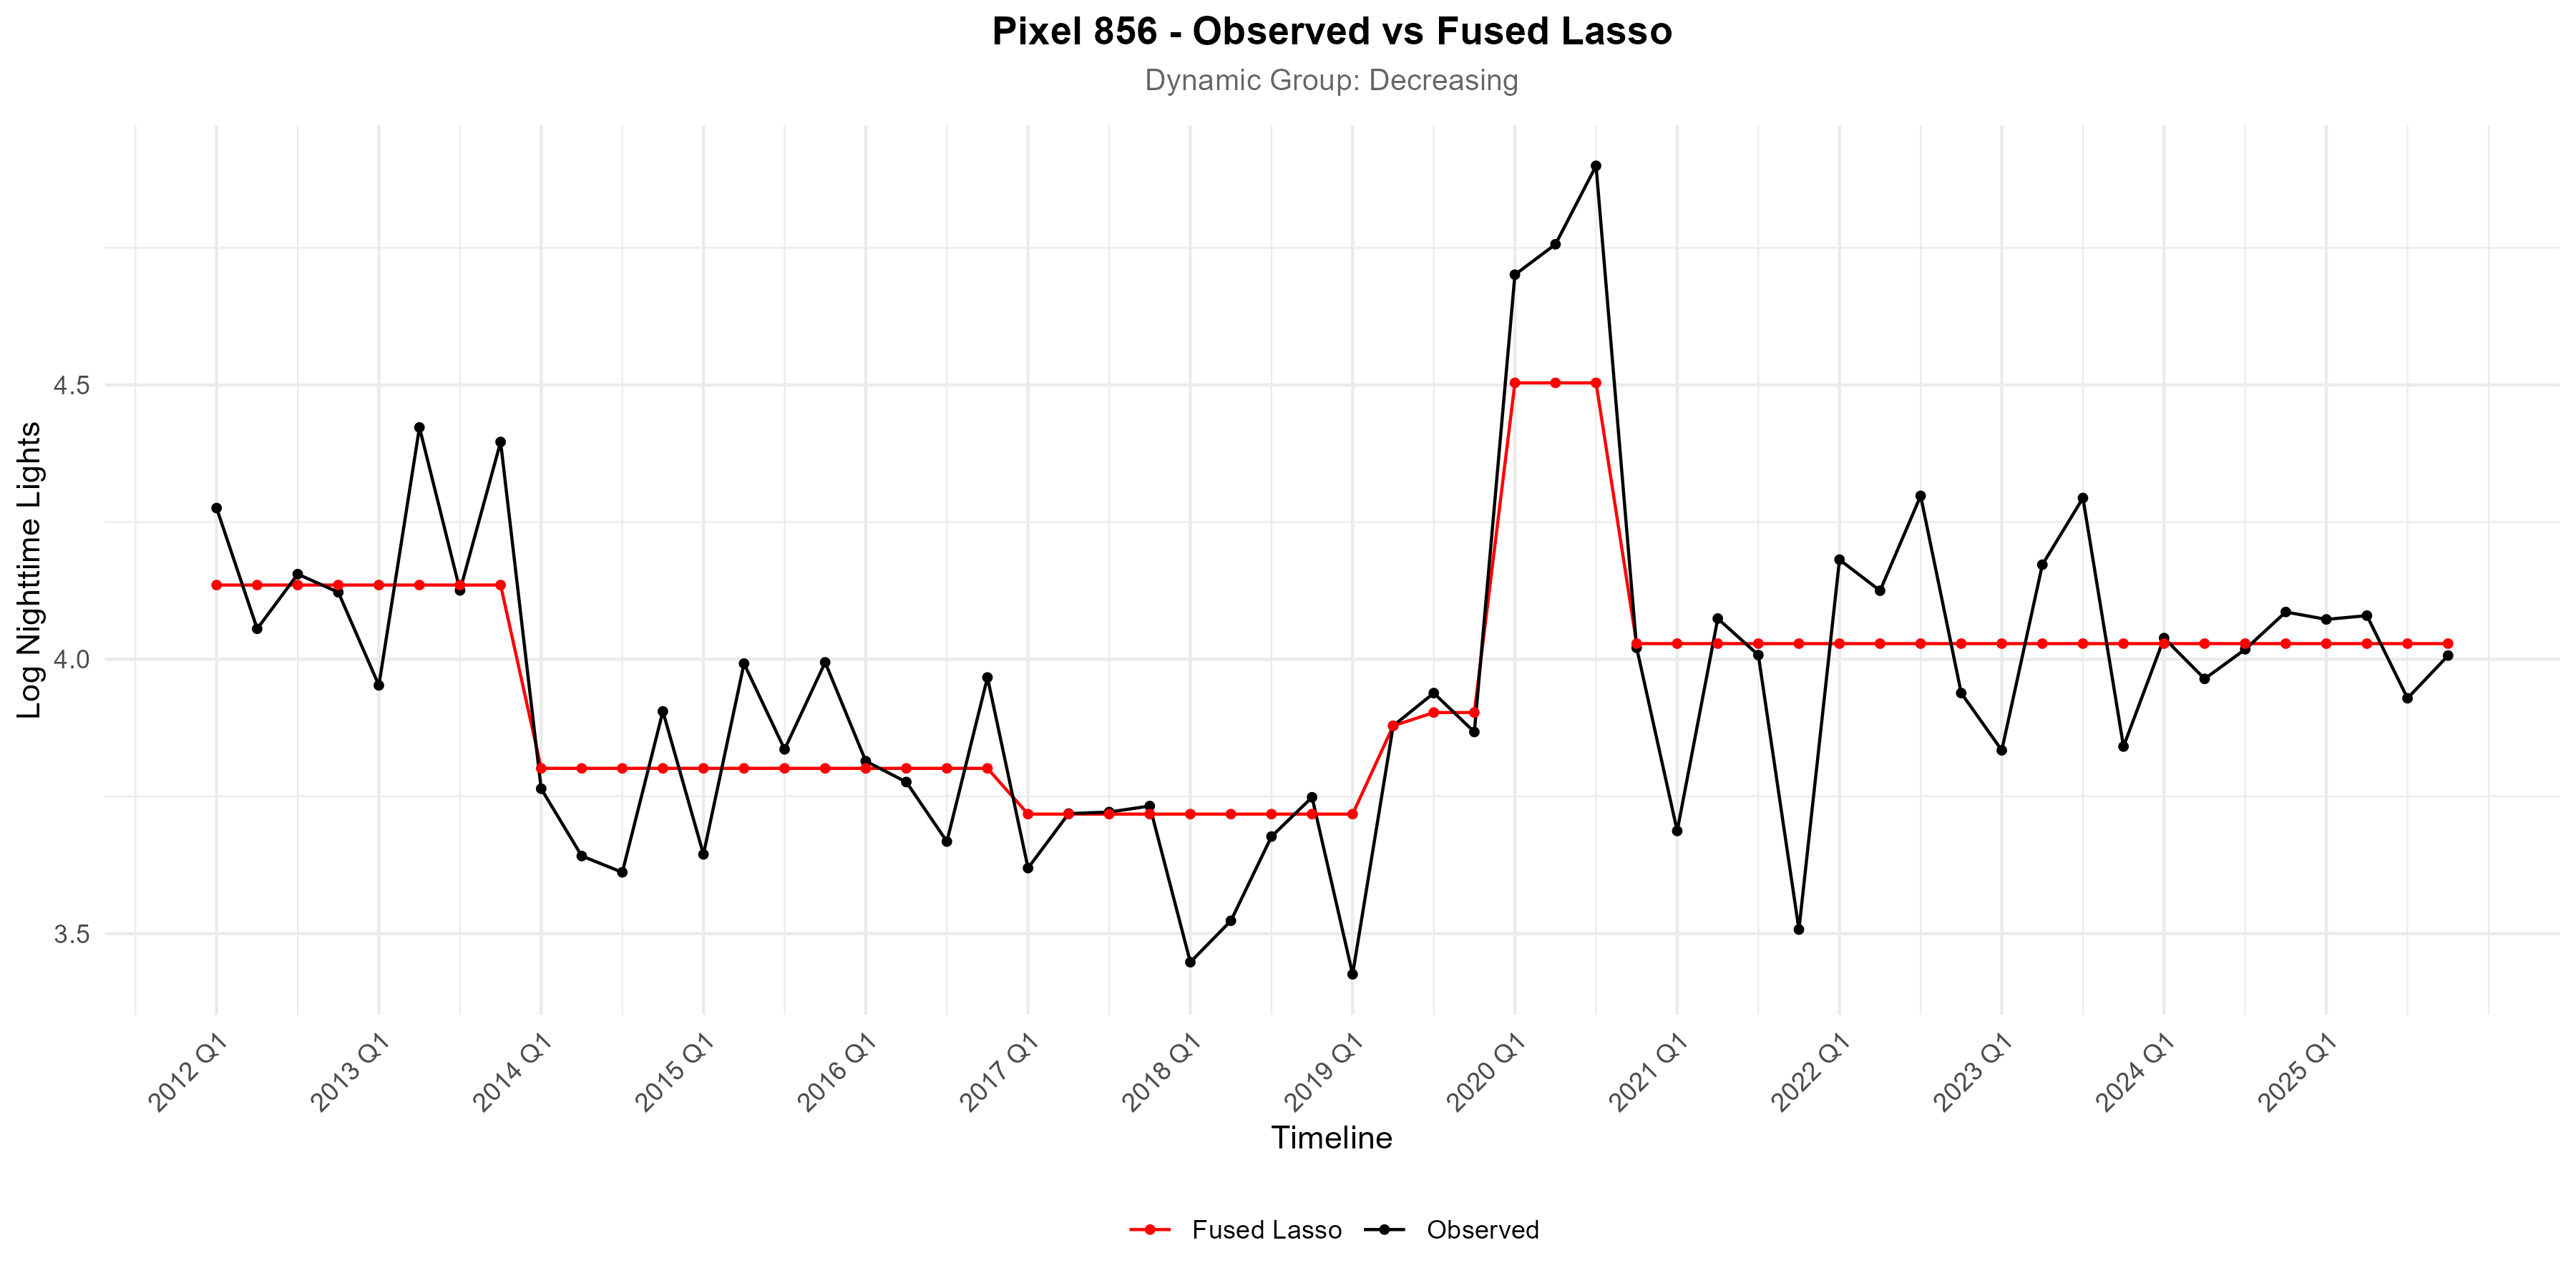 Pixel 856 - Observed vs Fused Lasso
Dynamic Group: Decreasing
Log Nighttime Lights
4.5
4.0
3.5
2012 Q1
2013 Q1
2014 Q1
2015 Q1
2016 Q1
2017 Q1
2018 Q1
2019 Q1
2020 Q1
2021 Q1
2022 Q1
2023 Q1
2024 Q1
2025 Q1
Timeline
Fused Lasso
Observed